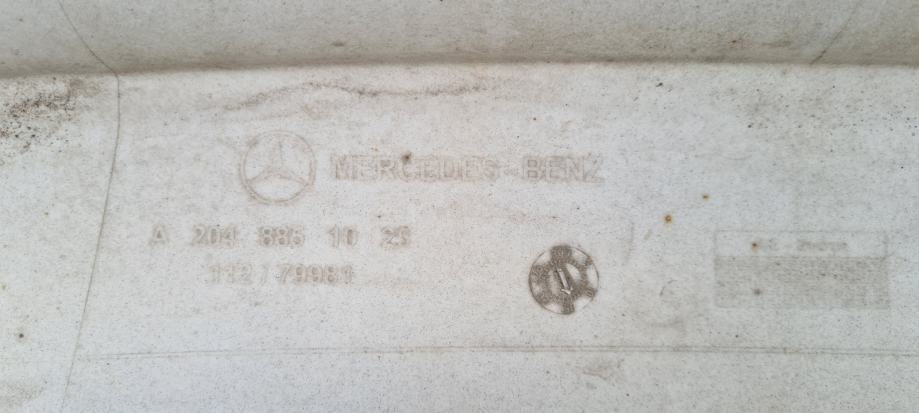 MERCEDES-BENZ
A 204 885 10 25
112 / 79981